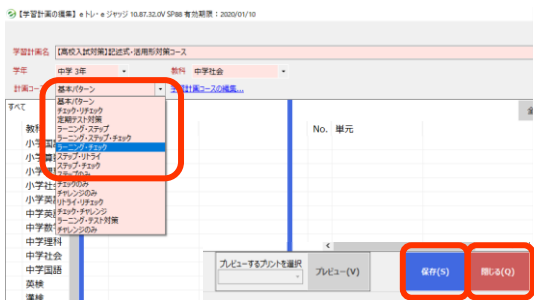 【学習計画の編集】eトレ･eジャッジ 10.87.32.0V SP88 有効期限：2020/01/10
学習計画名 【高校入試対策】記述式・活用形対策コース
学年 中学 3年 教科 中学社会
計画コース 基本パターン 学習計画コースの編集...
すべて
基本パターン
チェック・リチェック
定期テスト対策
ラーニング・ステップ
ラーニング・ステップ・チェック
ラーニング・チェック
ステップ・リトライ
ステップ・チェック
ステップのみ
チェックのみ
チャレンジのみ
リトライ・リチェック
チェック・チャレンジ
ラーニング・テスト対策
チャレンジのみ
教科
小学国語
小学算数
小学理
小学社会
小学英語
中学英
中学数学
中学理科
中学社会
中学国語
英検
漢検
No. 単元
全
プレビューするプリントを選択
プレビュー(V)
保存(S)
閉じる(Q)